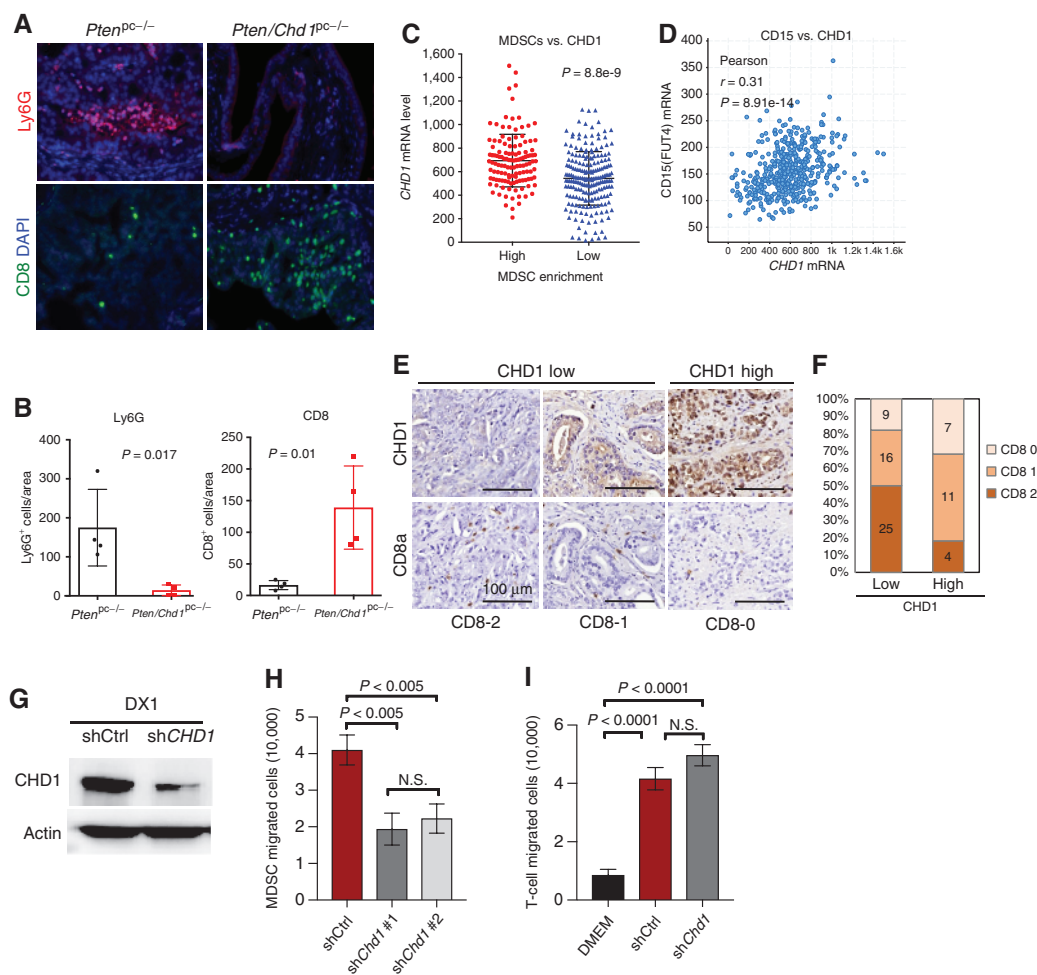 A
Pten^pc−/−
Pten/Chd1^pc−/−
Ly6G
CD8 DAPI
B
Ly6G
P = 0.017
Ly6G+ cells/area
400
300
200
100
0
Pten^pc−/−
Pten/Chd1^pc−/−
CD8
P = 0.01
CD8+ cells/area
250
200
150
100
50
0
Pten^pc−/−
Pten/Chd1^pc−/−
C
MDSCs vs. CHD1
P = 8.8e-9
CHD1 mRNA level
1,600
1,400
1,200
1,000
800
600
400
200
0
High
Low
MDSC enrichment
D
CD15 vs. CHD1
Pearson
r = 0.31
P = 8.91e-14
CD15(FUT4) mRNA
400
350
300
250
200
150
100
50
0 200 400 600 800 1k 1.2k 1.4k 1.6k
CHD1 mRNA
E
CHD1 low
CHD1 high
CHD1
CD8a
100 μm
CD8-2
CD8-1
CD8-0
F
100%
90%
80%
70%
60%
50%
40%
30%
20%
10%
0%
9
16
25
7
11
4
Low
High
CHD1
CD8 0
CD8 1
CD8 2
G
DX1
shCtrl
shCHD1
CHD1
Actin
H
P < 0.005
P < 0.005
N.S.
MDSC migrated cells (10,000)
5
4
3
2
1
0
shCtrl
shChd1 #1
shChd1 #2
I
P < 0.0001
P < 0.0001
N.S.
T-cell migrated cells (10,000)
6
4
2
0
DMEM
shCtrl
shChd1